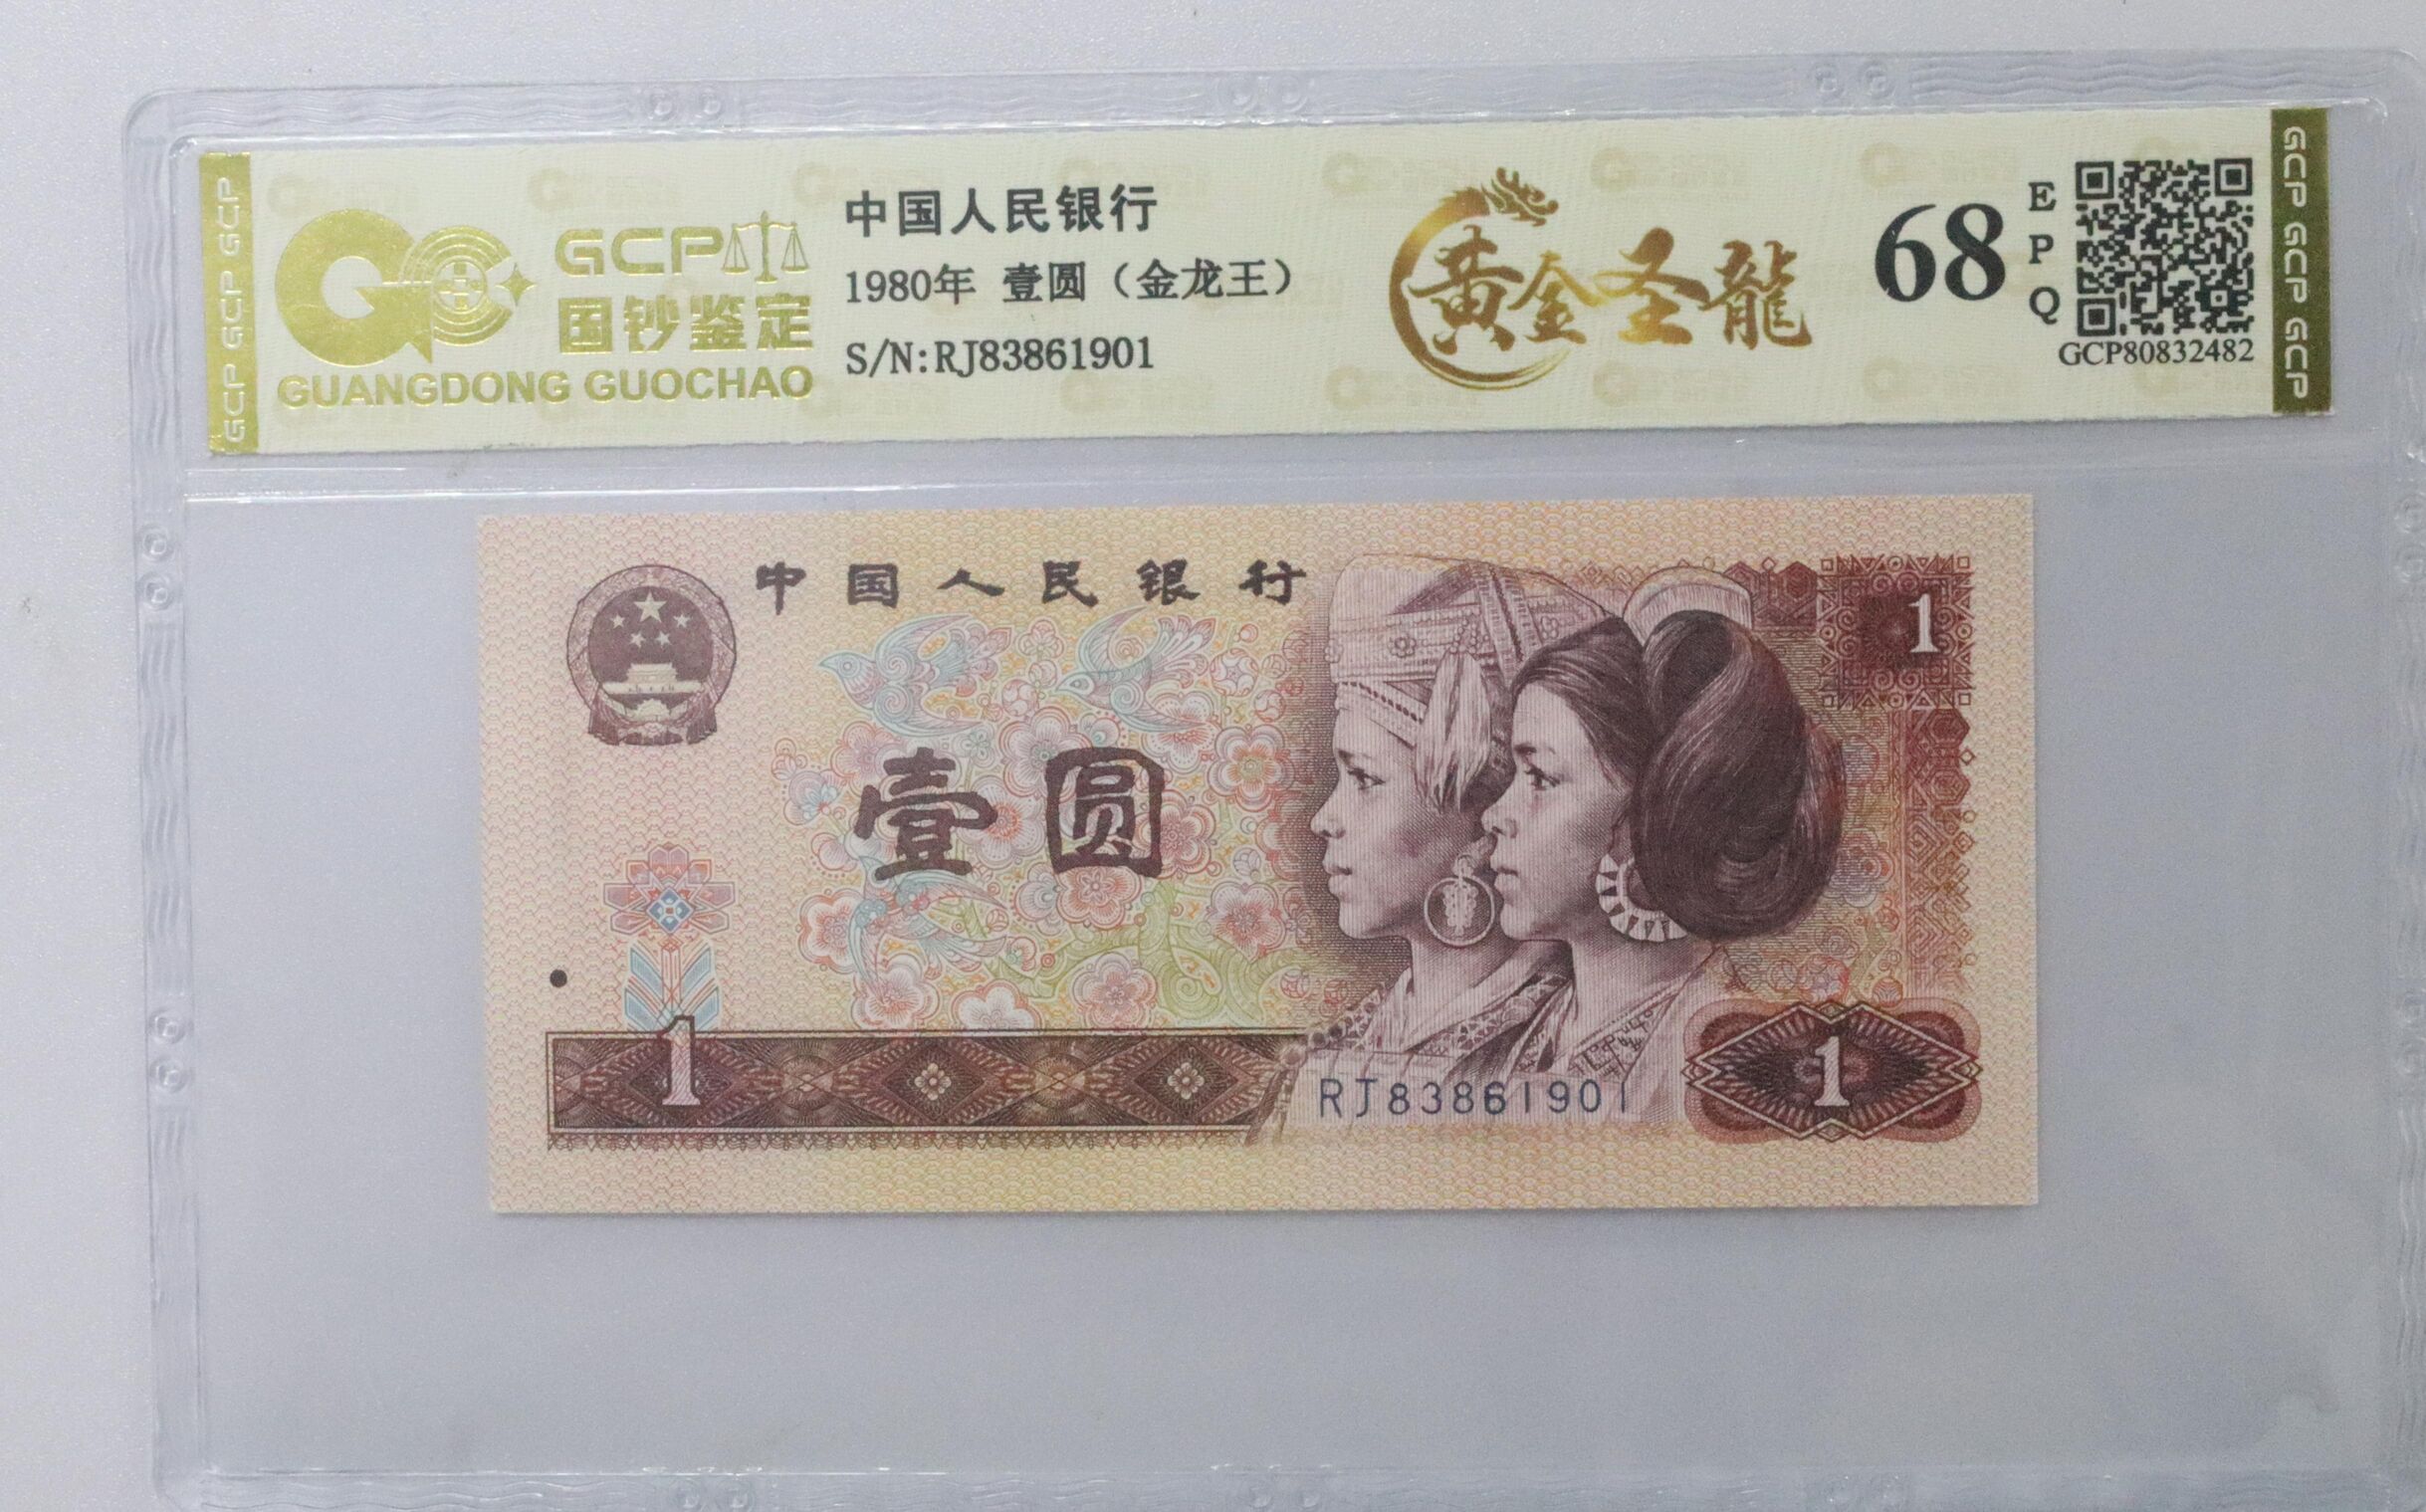 GCP GCP GCP
GCP
国钞鉴定
GUANGDONG GUOCHAO
中国人民银行
1980年 壹圆（金龙王）
S/N:RJ83861901
黄金圣龍
68
E
P
Q
GCP80832482
GCP GCP GCP
中国人民银行
1
壹圆
1
RJ83861901
1